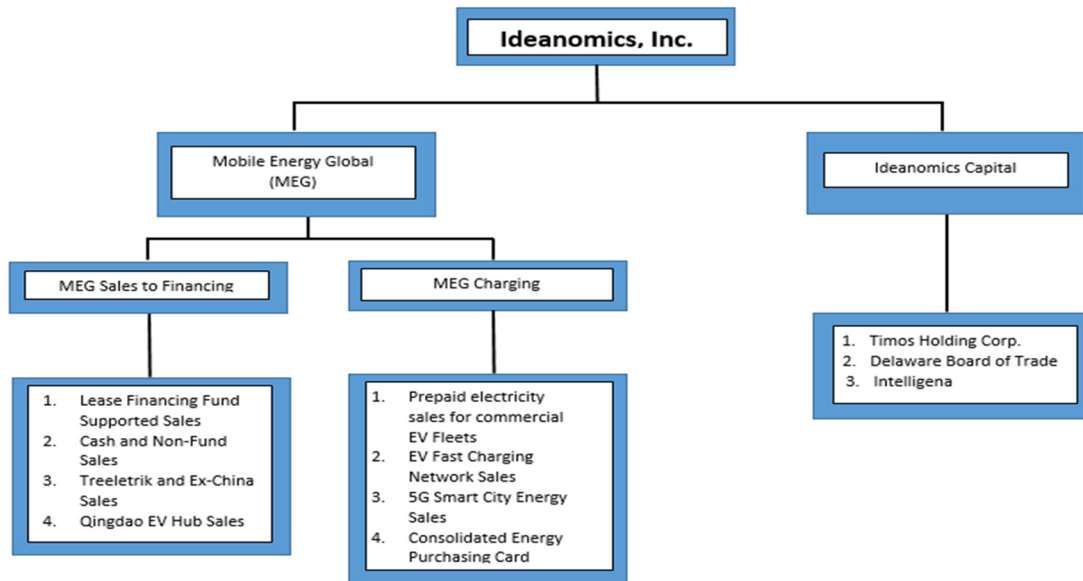 Ideanomics, Inc.
Mobile Energy Global
(MEG)
Ideanomics Capital
MEG Sales to Financing
MEG Charging
1. Lease Financing Fund
Supported Sales
2. Cash and Non-Fund
Sales
3. Treeletrik and Ex-China
Sales
4. Qingdao EV Hub Sales
1. Prepaid electricity
sales for commercial
EV Fleets
2. EV Fast Charging
Network Sales
3. 5G Smart City Energy
Sales
4. Consolidated Energy
Purchasing Card
1. Timos Holding Corp.
2. Delaware Board of Trade
3. Intelligena